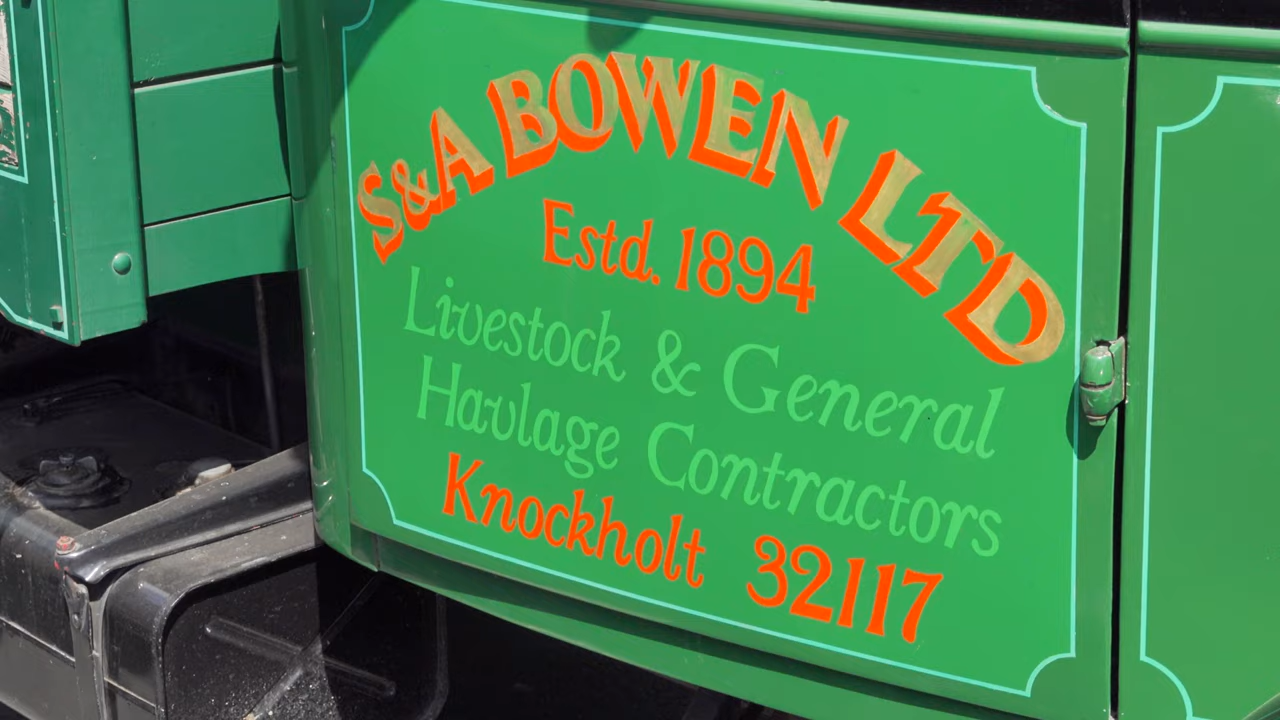 S&A BOWEN LTD
Estd. 1894
Livestock & General
Haulage Contractors
Knockholt 32117